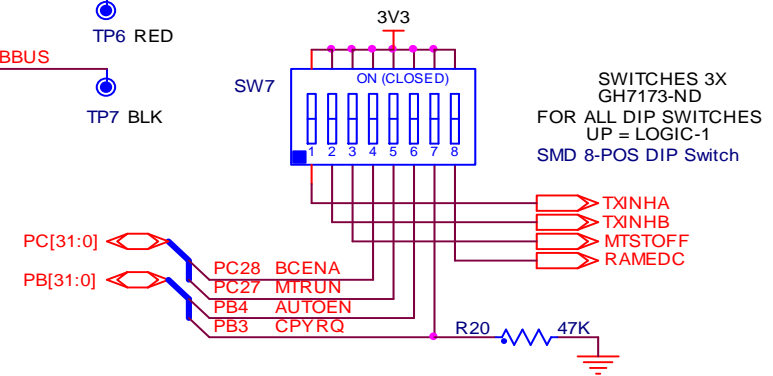 3V3
TP6 RED
BBUS
TP7 BLK
SW7
ON (CLOSED)
1 2 3 4 5 6 7 8
SWITCHES 3X
GH7173-ND
FOR ALL DIP SWITCHES
UP = LOGIC-1
SMD 8-POS DIP Switch
TXINHA
TXINHB
MTSTOFF
RAMEDC
PC[31:0]
PB[31:0]
PC28 BCENA
PC27 MTRUN
PB4 AUTOEN
PB3 CPYRQ
R20 47K